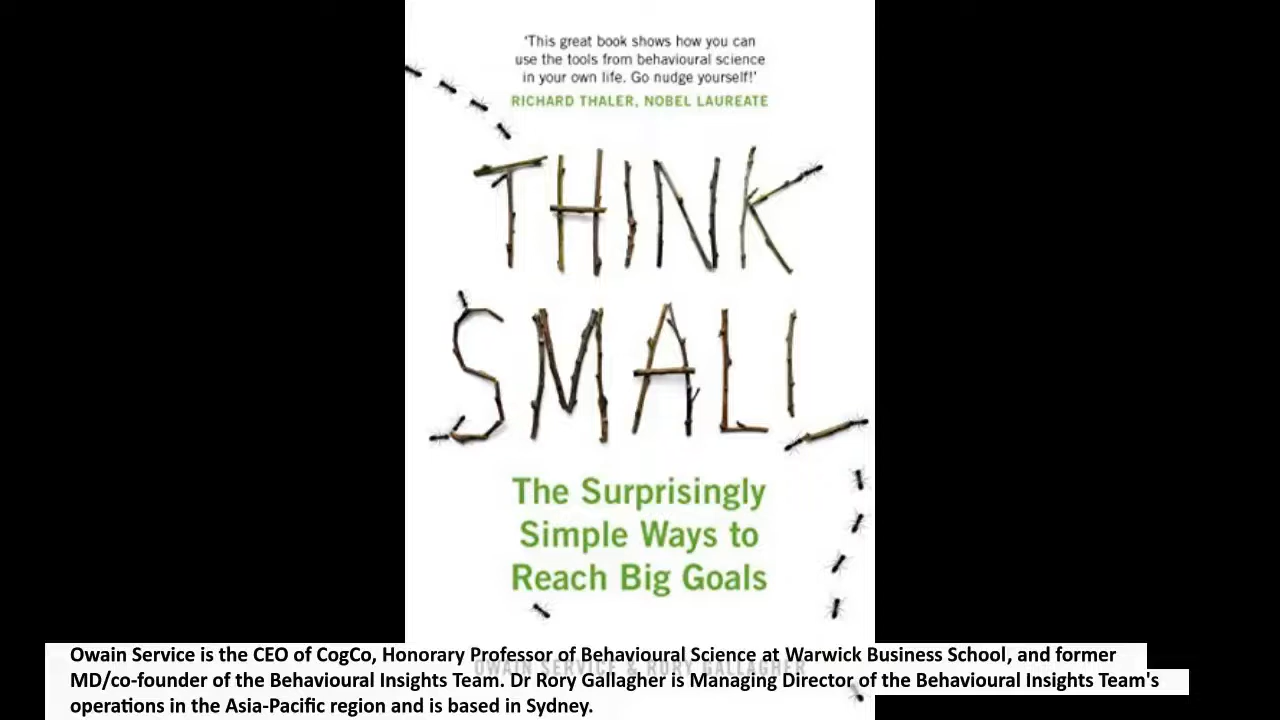 ‘This great book shows how you can
use the tools from behavioural science
in your own life. Go nudge yourself!’
RICHARD THALER, NOBEL LAUREATE
THINK
SMALL
The Surprisingly
Simple Ways to
Reach Big Goals
OWAIN SERVICE & RORY GALLAGHER
Owain Service is the CEO of CogCo, Honorary Professor of Behavioural Science at Warwick Business School, and former
MD/co-founder of the Behavioural Insights Team. Dr Rory Gallagher is Managing Director of the Behavioural Insights Team's
operations in the Asia-Pacific region and is based in Sydney.